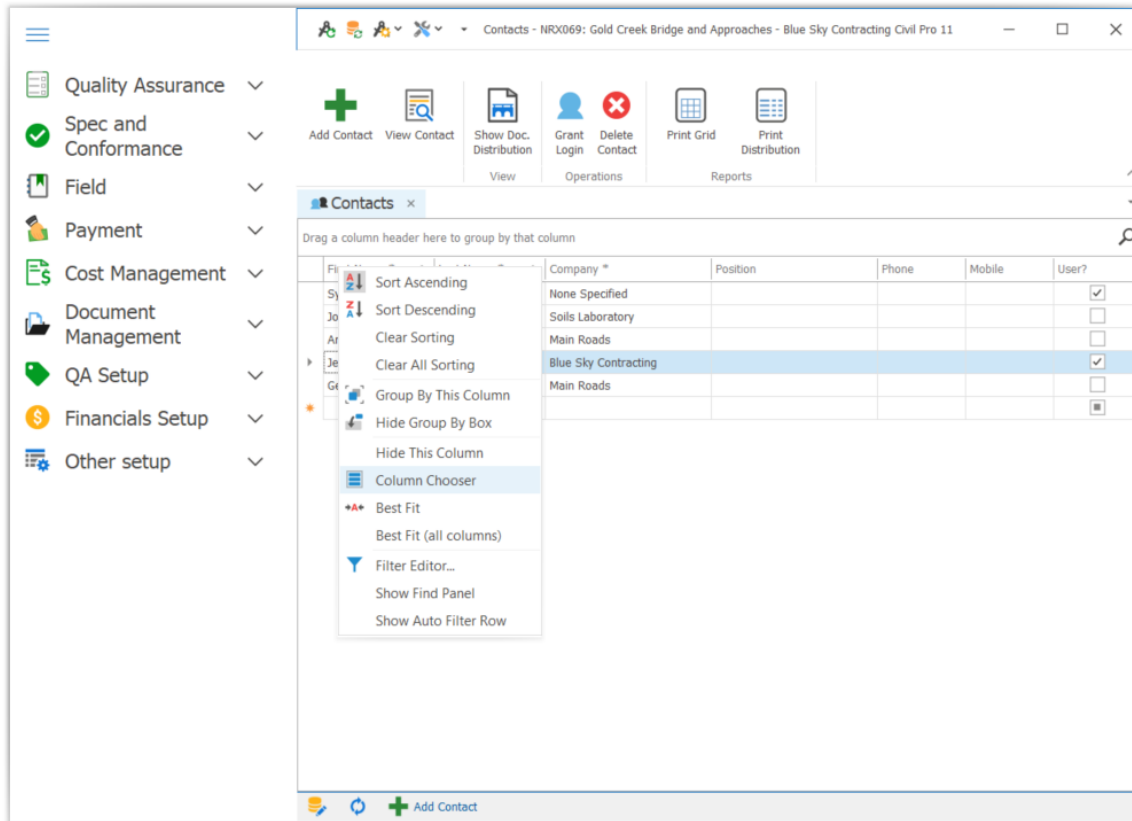 Contacts - NRX069: Gold Creek Bridge and Approaches - Blue Sky Contracting Civil Pro 11
Quality Assurance
Spec and
Conformance
Field
Payment
Cost Management
Document
Management
QA Setup
Financials Setup
Other setup
Add Contact
View Contact
Show Doc.
Distribution
Grant
Login
Delete
Contact
Print Grid
Print
Distribution
View
Operations
Reports
Contacts
Drag a column header here to group by that column
Company *
Position
Phone
Mobile
User?
None Specified
Soils Laboratory
Main Roads
Blue Sky Contracting
Main Roads
Sort Ascending
Sort Descending
Clear Sorting
Clear All Sorting
Group By This Column
Hide Group By Box
Hide This Column
Column Chooser
Best Fit
Best Fit (all columns)
Filter Editor...
Show Find Panel
Show Auto Filter Row
Add Contact